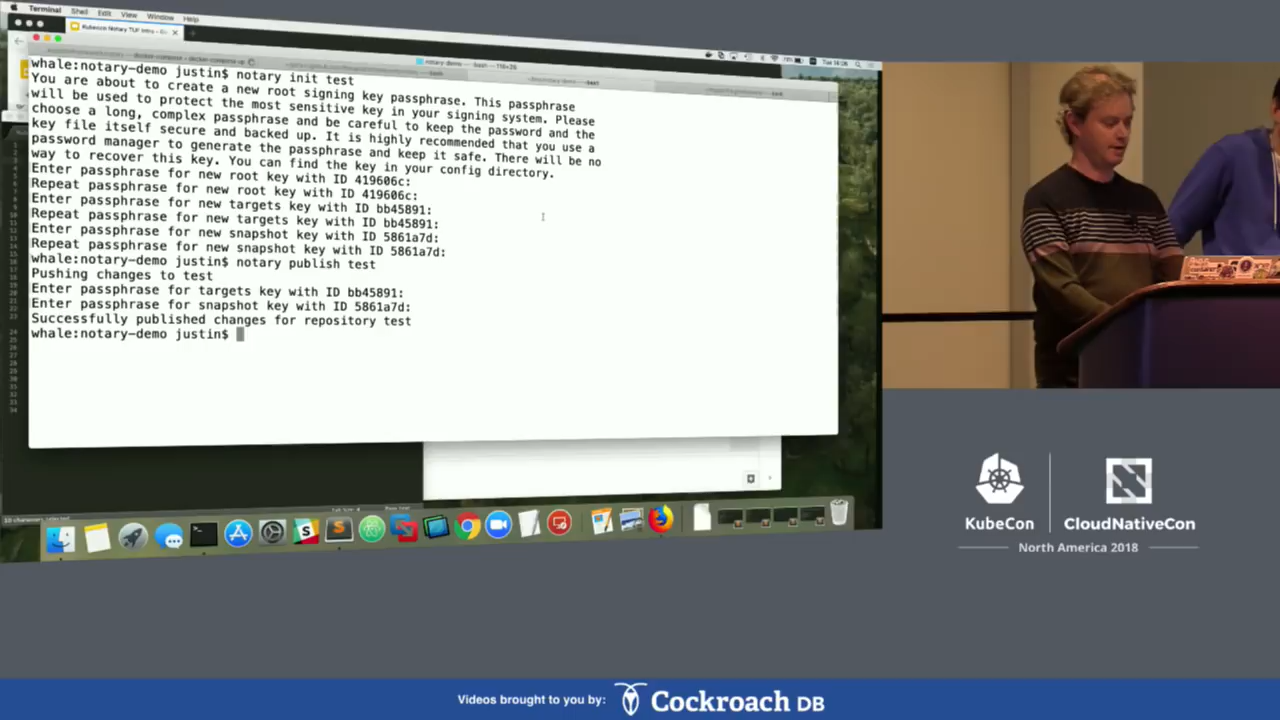 Terminal Shell Edit View Window Help
Kubecon Notary TUF Intro
whale:notary-demo justin$ notary init test
You are about to create a new root signing key passphrase. This passphrase
will be used to protect the most sensitive key in your signing system. Please
choose a long, complex passphrase and be careful to keep the password and the
key file itself secure and backed up. It is highly recommended that you use a
password manager to generate the passphrase and keep it safe. There will be no
way to recover this key. You can find the key in your config directory.
Enter passphrase for new root key with ID 419606c:
Repeat passphrase for new root key with ID 419606c:
Enter passphrase for new targets key with ID bb45891:
Repeat passphrase for new targets key with ID bb45891:
Enter passphrase for new snapshot key with ID 5861a7d:
Repeat passphrase for new snapshot key with ID 5861a7d:
whale:notary-demo justin$ notary publish test
Pushing changes to test
Enter passphrase for targets key with ID bb45891:
Enter passphrase for snapshot key with ID 5861a7d:
Successfully published changes for repository test
whale:notary-demo justin$
KubeCon
CloudNativeCon
North America 2018
Videos brought to you by: Cockroach DB